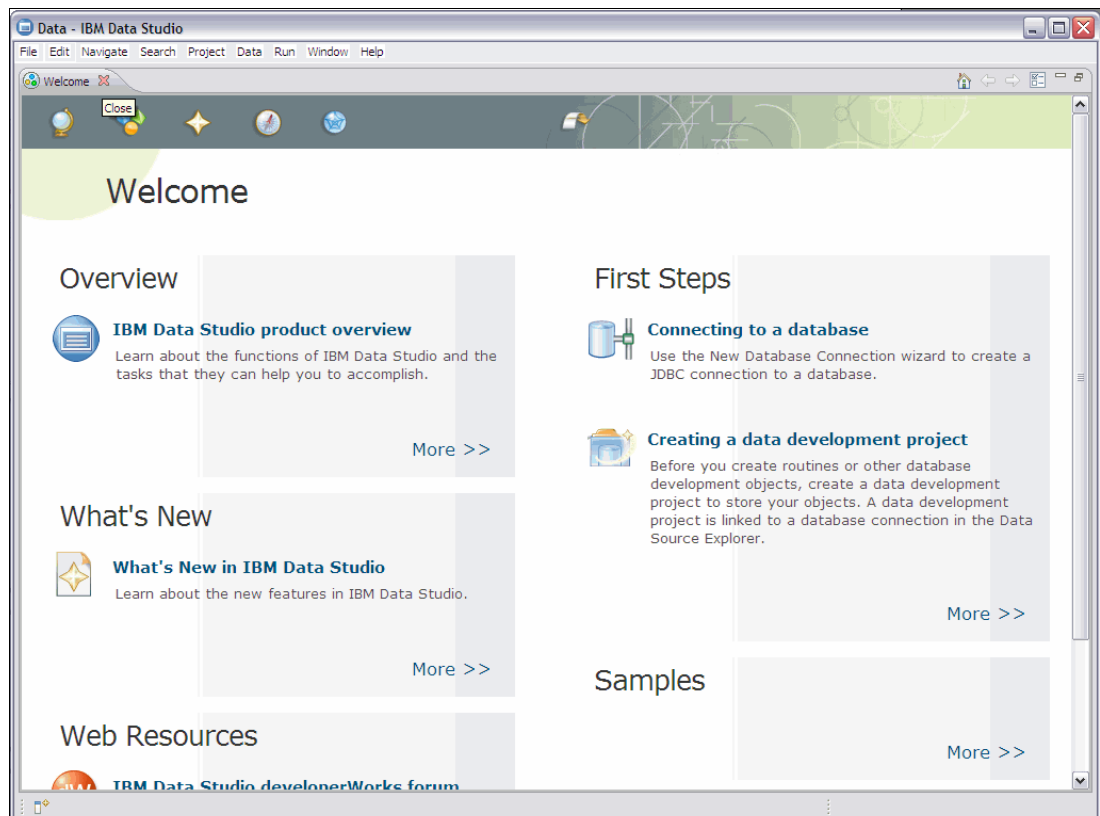 Data - IBM Data Studio
File Edit Navigate Search Project Data Run Window Help
Welcome
Close
Welcome
Overview
IBM Data Studio product overview
Learn about the functions of IBM Data Studio and the
tasks that they can help you to accomplish.
More >>
What's New
What's New in IBM Data Studio
Learn about the new features in IBM Data Studio.
More >>
Web Resources
IBM Data Studio developerWorks forum
First Steps
Connecting to a database
Use the New Database Connection wizard to create a
JDBC connection to a database.
Creating a data development project
Before you create routines or other database
development objects, create a data development
project to store your objects. A data development
project is linked to a database connection in the Data
Source Explorer.
More >>
Samples
More >>